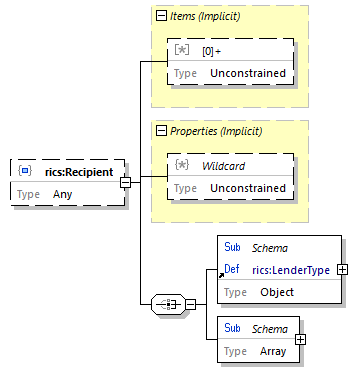 Items (Implicit)
[0]+
Type Unconstrained
Properties (Implicit)
Wildcard
Type Unconstrained
rics:Recipient
Type Any
Sub Schema
Def rics:LenderType
Type Object
Sub Schema
Type Array